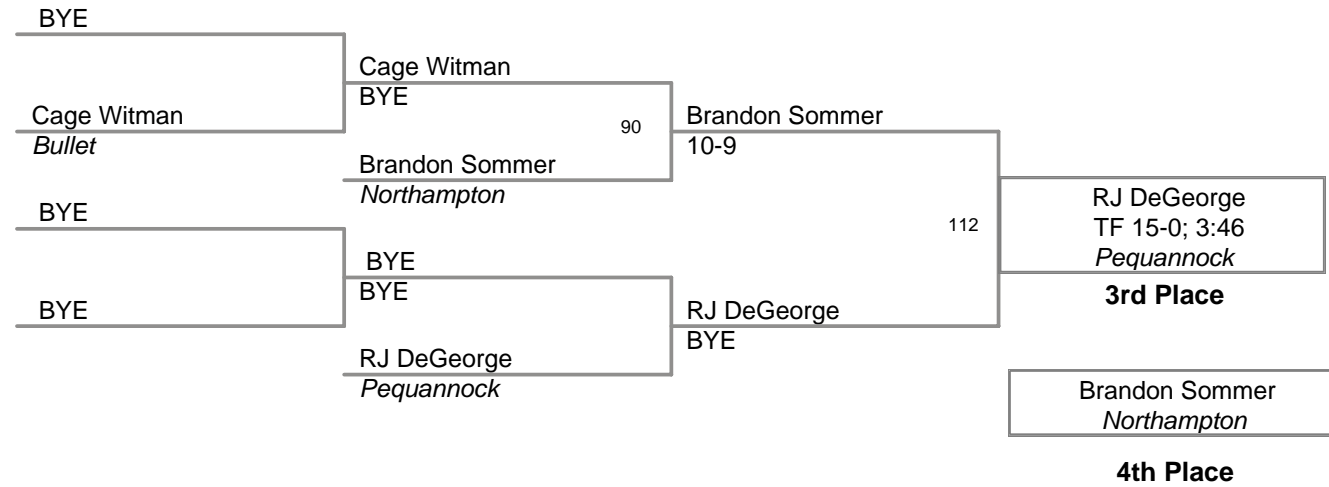 BYE
Cage Witman
BYE
Cage Witman
Bullet
90
Brandon Sommer
10-9
Brandon Sommer
Northampton
BYE
112
RJ DeGeorge
TF 15-0; 3:46
Pequannock
3rd Place
BYE
BYE
BYE
RJ DeGeorge
BYE
RJ DeGeorge
Pequannock
Brandon Sommer
Northampton
4th Place